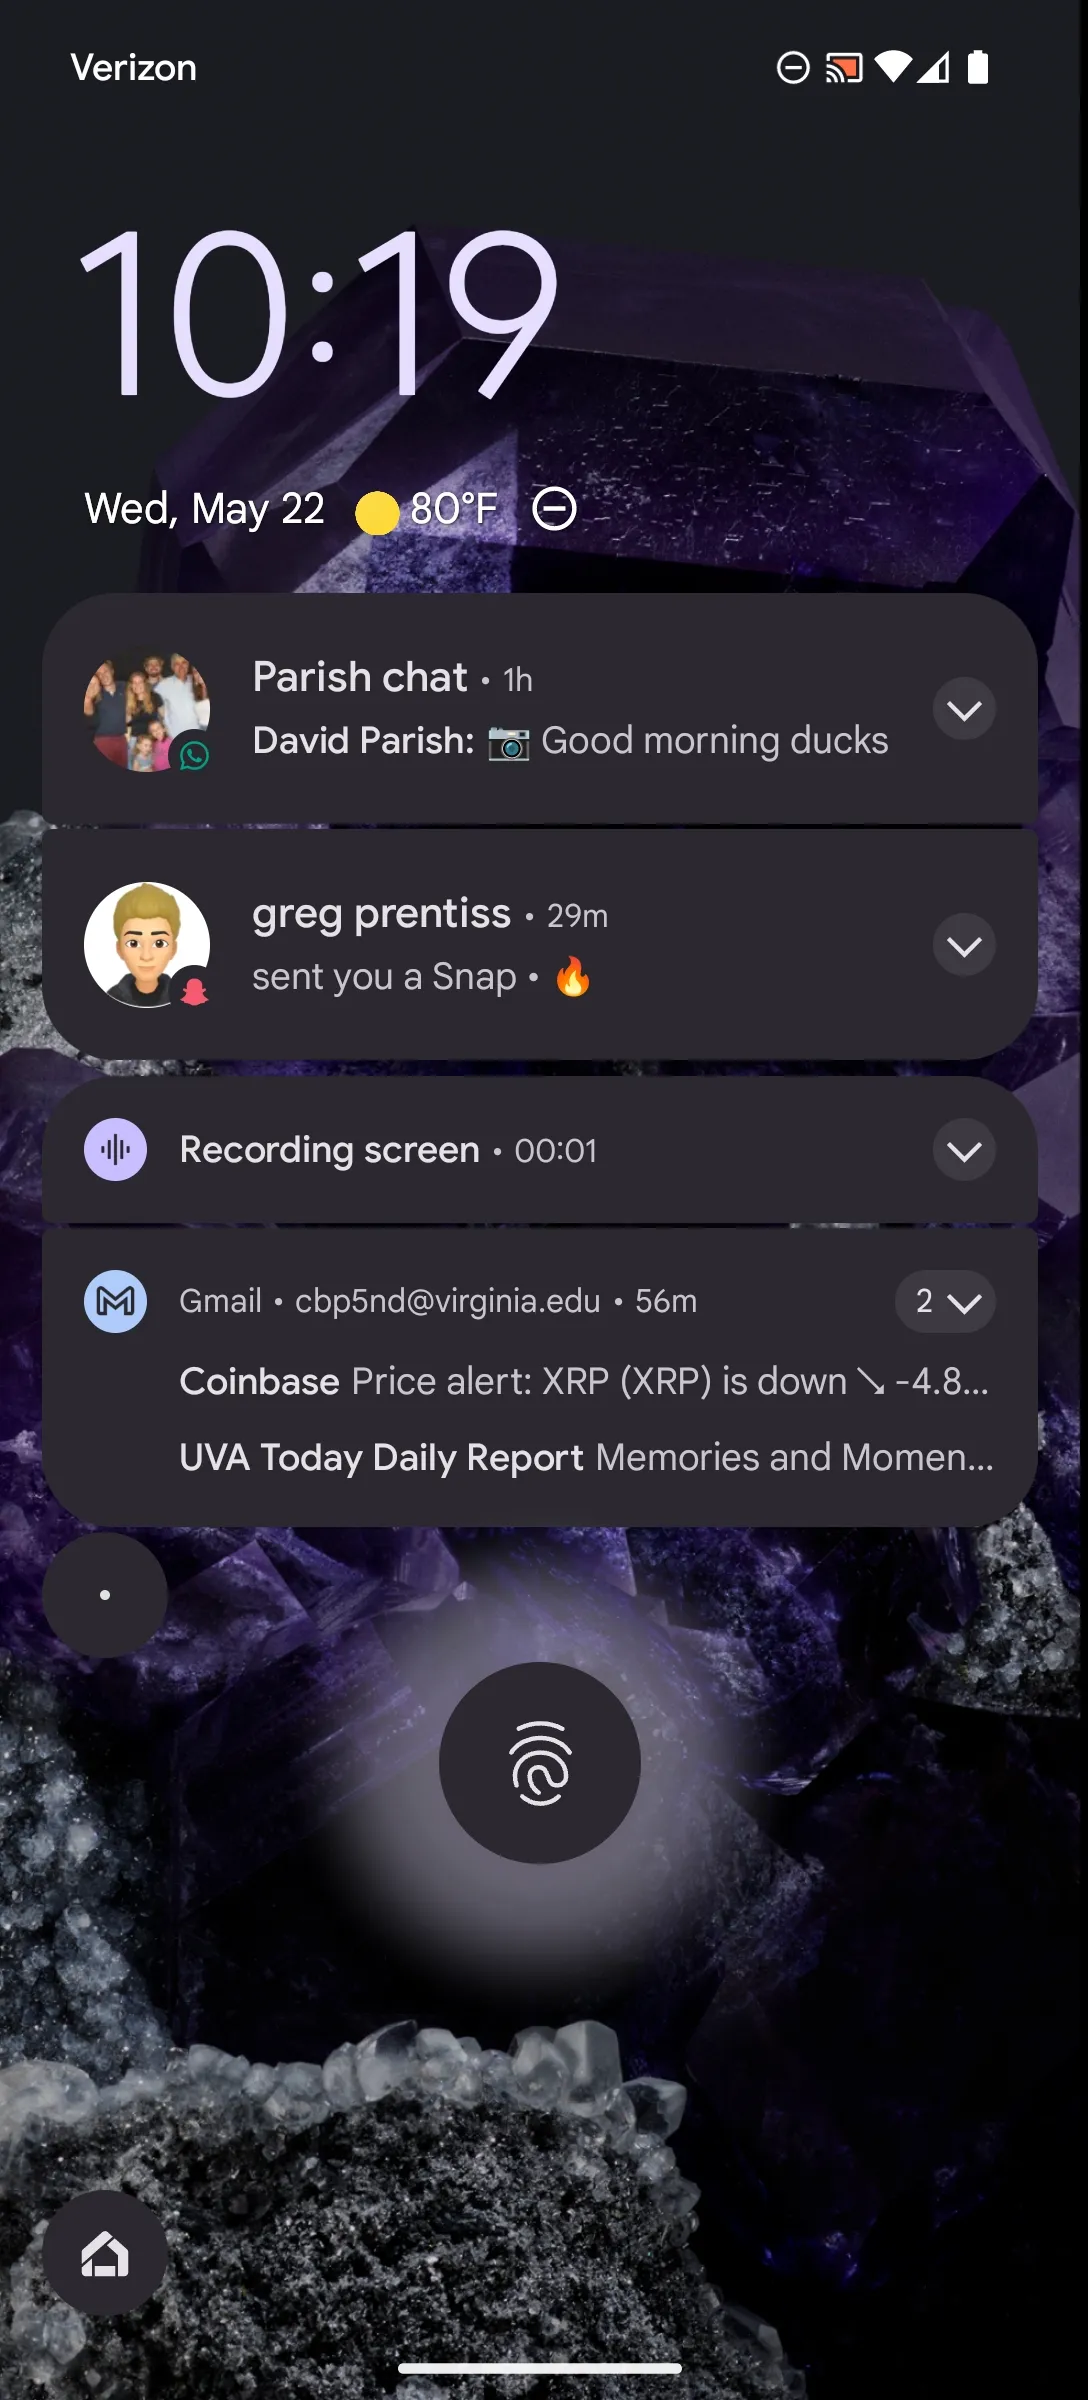 Verizon
10:19
Wed, May 22 80°F
Parish chat • 1h
David Parish: 📷 Good morning ducks
greg prentiss • 29m
sent you a Snap • 🔥
Recording screen • 00:01
Gmail • cbp5nd@virginia.edu • 56m 2
Coinbase Price alert: XRP (XRP) is down ↘ -4.8...
UVA Today Daily Report Memories and Momen...